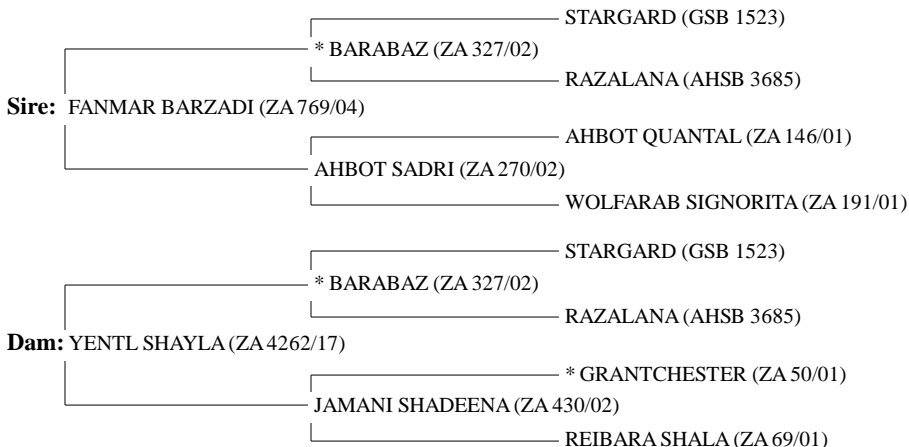 STARGARD (GSB 1523)
* BARABAZ (ZA 327/02)
RAZALANA (AHSB 3685)
Sire: FANMAR BARZADI (ZA 769/04)
AHBOT QUANTAL (ZA 146/01)
AHBOT SADRI (ZA 270/02)
WOLFARAB SIGNORITA (ZA 191/01)
STARGARD (GSB 1523)
* BARABAZ (ZA 327/02)
RAZALANA (AHSB 3685)
Dam: YENTL SHAYLA (ZA 4262/17)
* GRANTCHESTER (ZA 50/01)
JAMANI SHADEENA (ZA 430/02)
REIBARA SHALA (ZA 69/01)